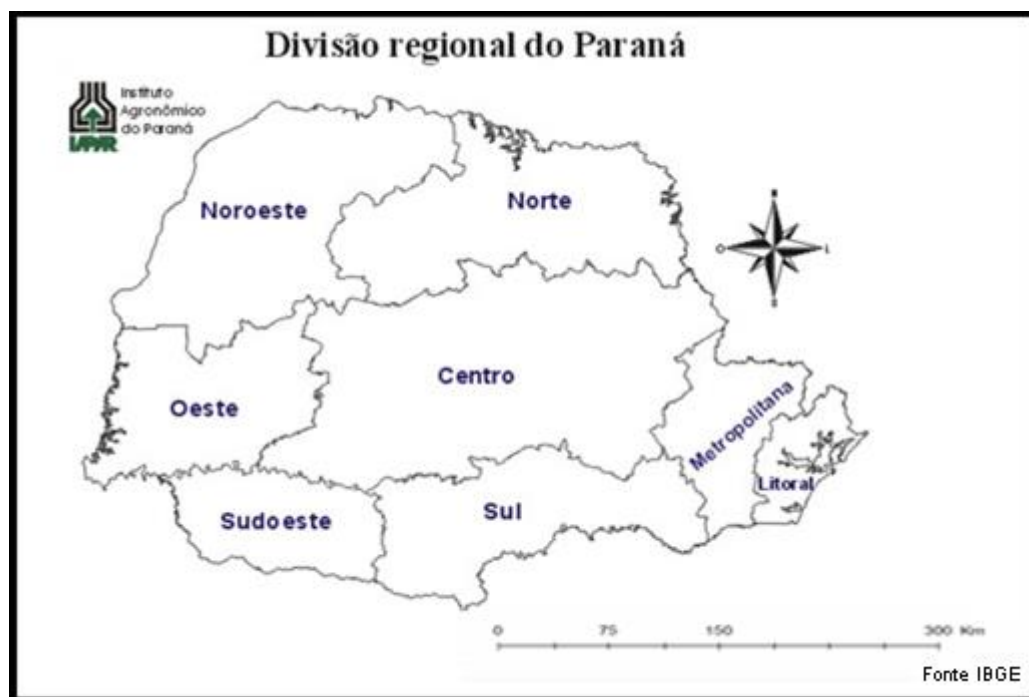 Divisão regional do Paraná
Instituto
Agronômico
do Paraná
IAPAR
Noroeste
Norte
N
O
L
S
Centro
Oeste
Metropolitana
Litoral
Sul
Sudoeste
0 75 150 300 Km
Fonte IBGE